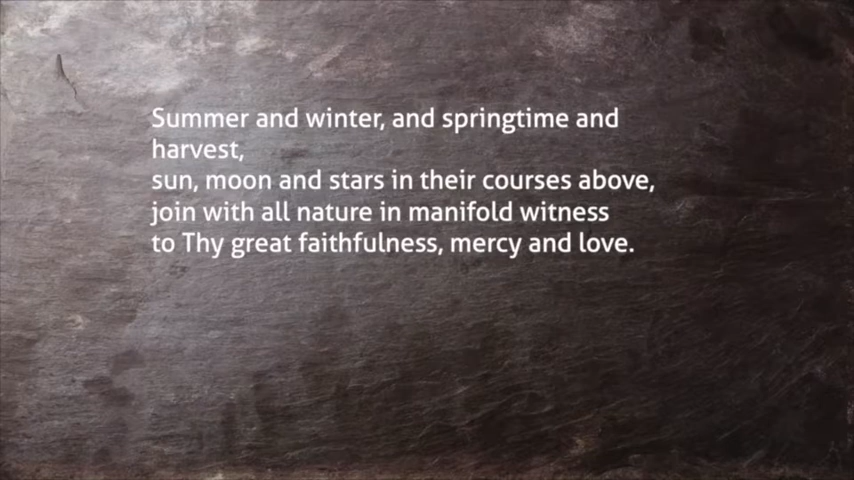 Summer and winter, and springtime and
harvest,
sun, moon and stars in their courses above,
join with all nature in manifold witness
to Thy great faithfulness, mercy and love.